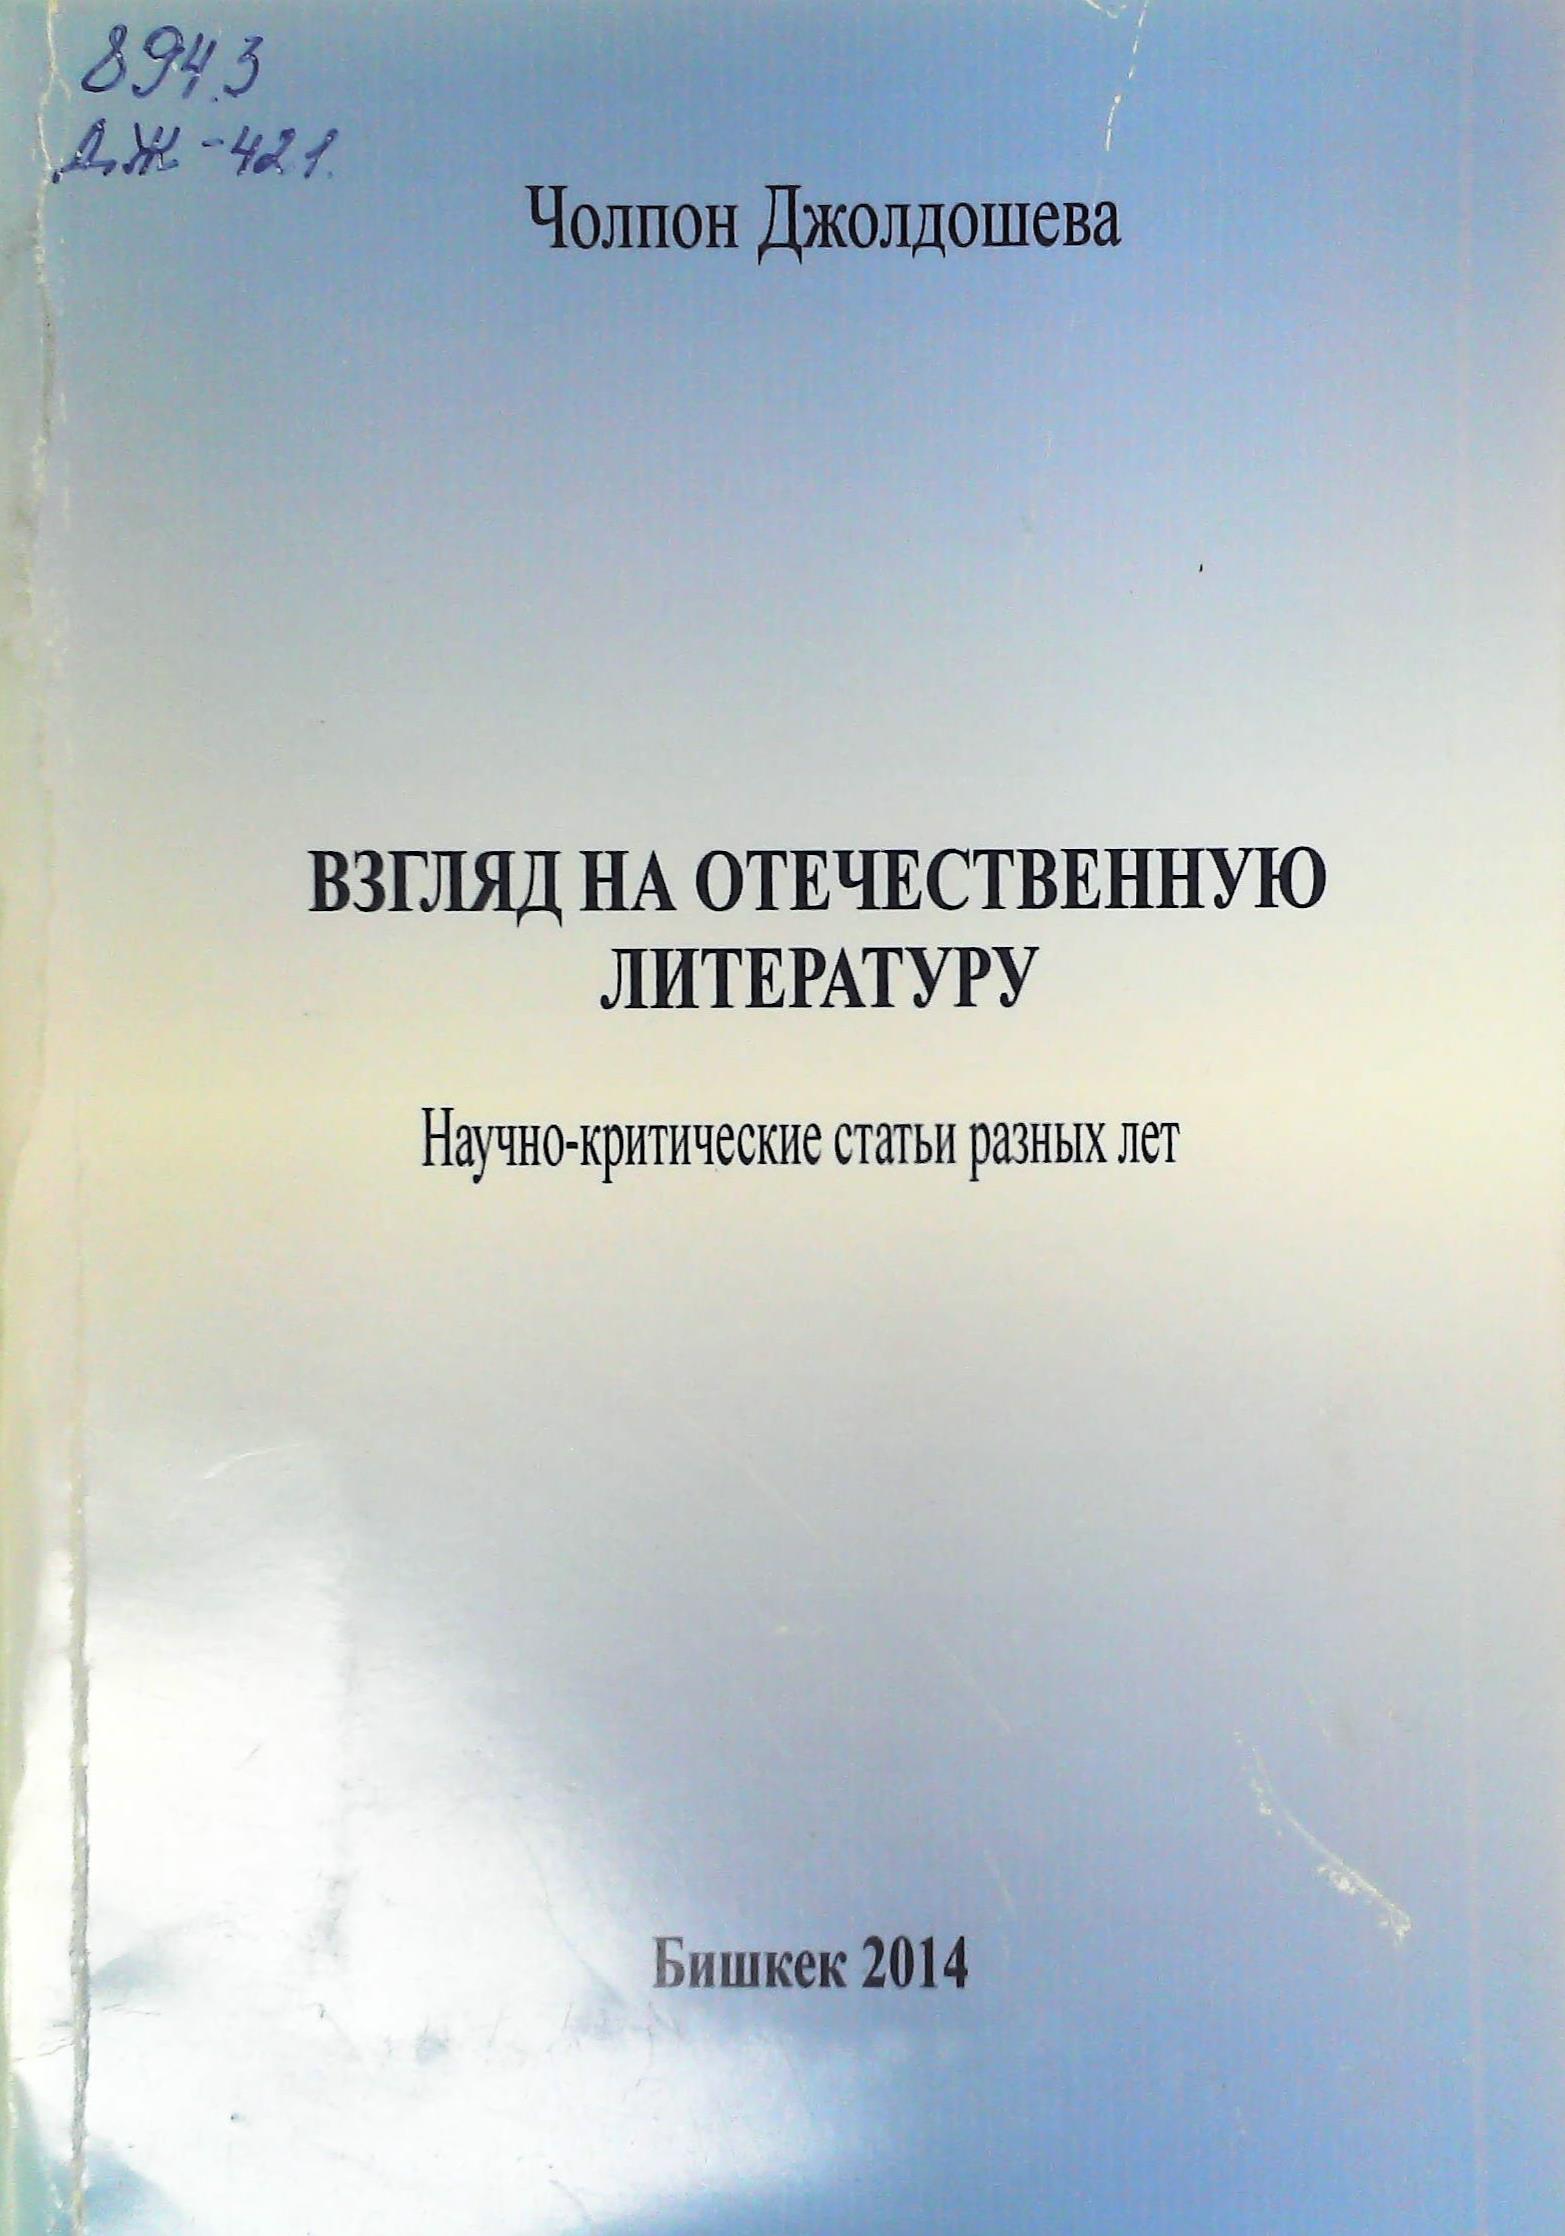 894.3
ДЖ-421.
Чолпон Джолдошева
ВЗГЛЯД НА ОТЕЧЕСТВЕННУЮ
ЛИТЕРАТУРУ
Научно-критические статьи разных лет
Бишкек 2014